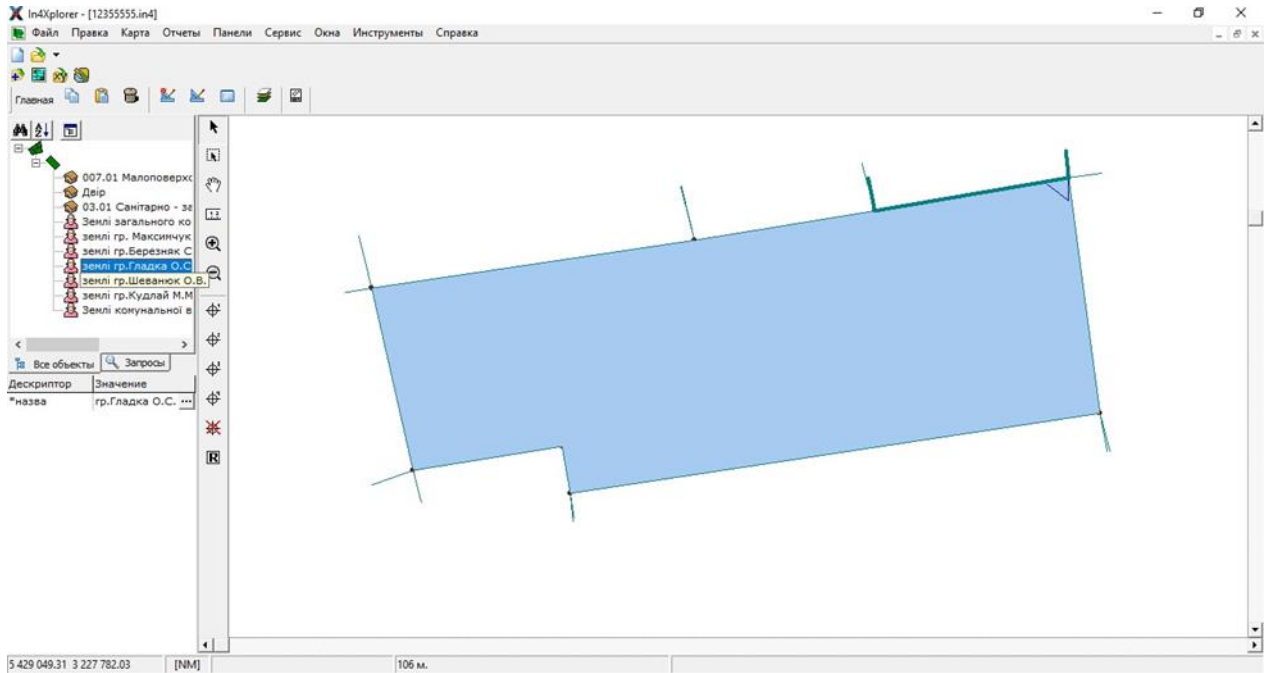 In4Xplorer - [12355555.in4]
Файл Правка Карта Отчеты Панели Сервис Окна Инструменты Справка
Главная
007.01 Малоповерхо
Двір
03.01 Санітарно - за
Землі загального ко
землі гр. Максимчук
землі гр.Березняк С
землі гр.Гладка О.С
землі гр.Шеванюк О.В.
землі гр.Кудлай М.М
Землі комунальної в
Все объекты Запросы
Дескриптор Значение
*назва гр.Гладка О.С. ...
5 429 049.31 3 227 782.03 [NM] 106 м.